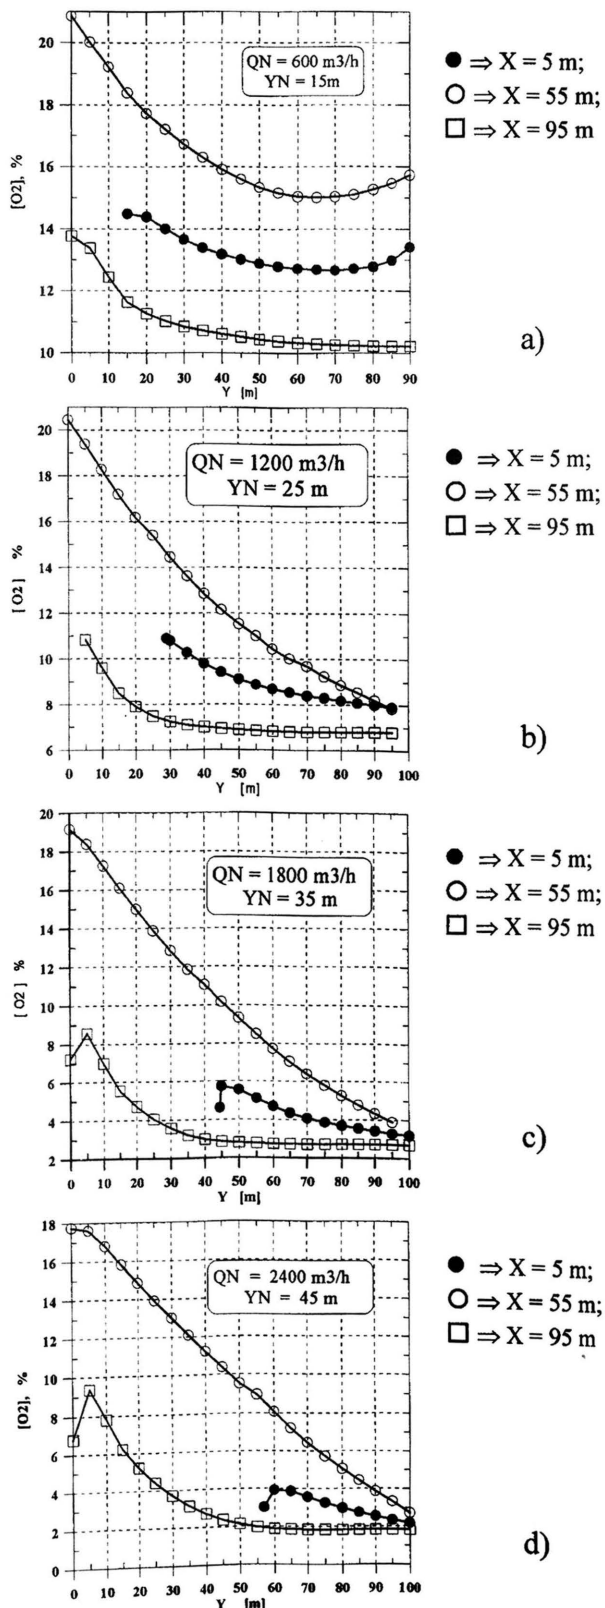 20
18
16
14
12
10
[O2], %
QN = 600 m3/h
YN = 15m
0 10 20 30 40 50 60 70 80 90
Y [m]
● ⇒ X = 5 m;
○ ⇒ X = 55 m;
□ ⇒ X = 95 m
a)
20
18
16
14
12
10
8
6
[O2] %
QN = 1200 m3/h
YN = 25 m
0 10 20 30 40 50 60 70 80 90 100
Y [m]
● ⇒ X = 5 m;
○ ⇒ X = 55 m;
□ ⇒ X = 95 m
b)
20
18
16
14
12
10
8
6
4
2
[O2] %
QN = 1800 m3/h
YN = 35 m
0 10 20 30 40 50 60 70 80 90 100
Y [m]
● ⇒ X = 5 m;
○ ⇒ X = 55 m;
□ ⇒ X = 95 m
c)
18
16
14
12
10
8
6
4
2
0
[O2], %
QN = 2400 m3/h
YN = 45 m
0 10 20 30 40 50 60 70 80 90 100
Y [m]
● ⇒ X = 5 m;
○ ⇒ X = 55 m;
□ ⇒ X = 95 m
d)